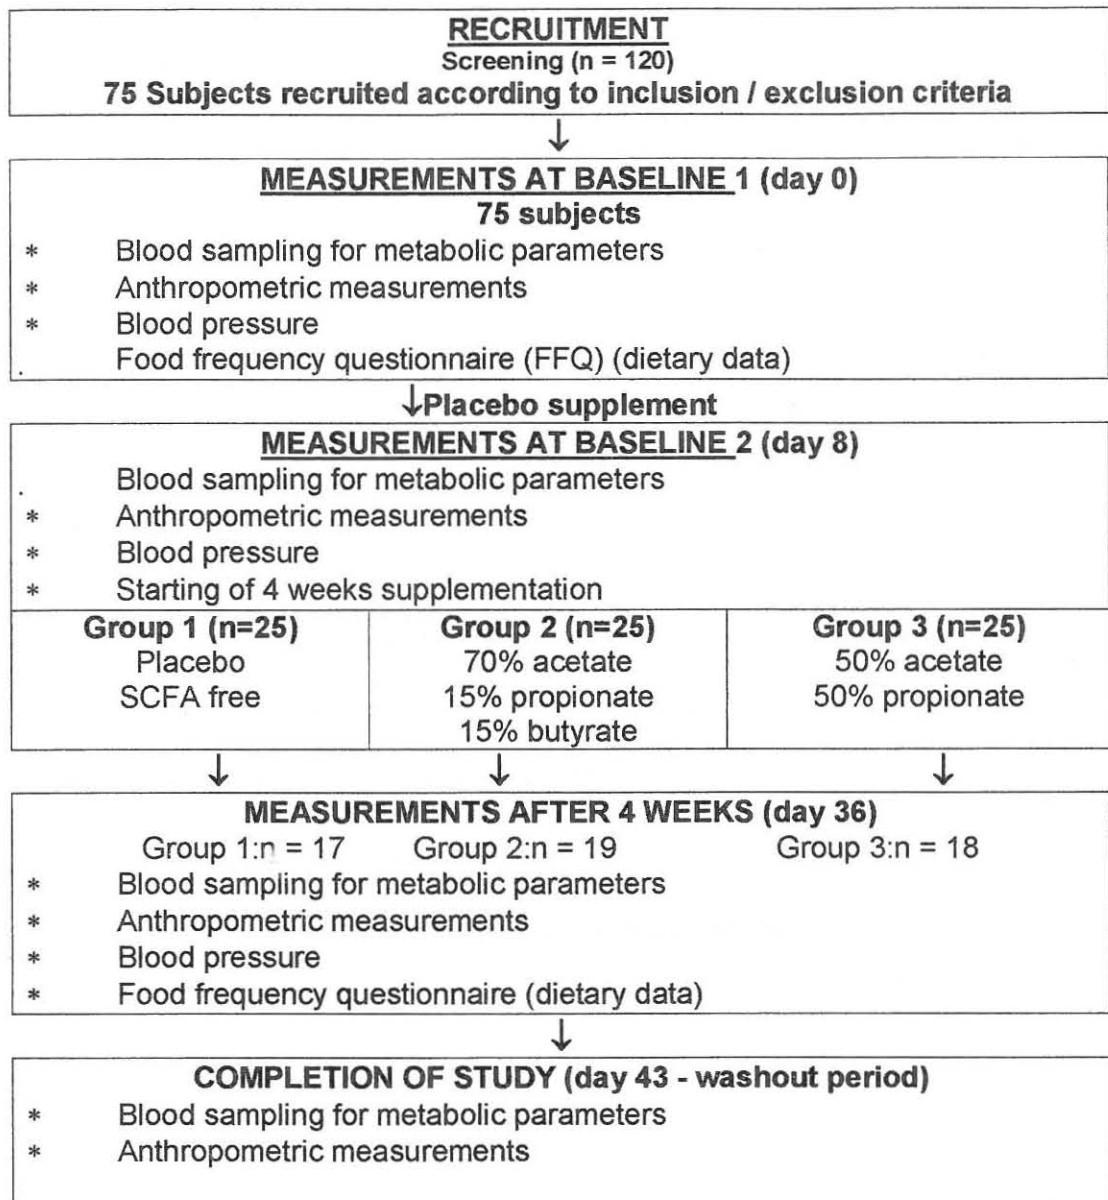 RECRUITMENT
Screening (n = 120)
75 Subjects recruited according to inclusion / exclusion criteria
↓
MEASUREMENTS AT BASELINE 1 (day 0)
75 subjects
* Blood sampling for metabolic parameters
* Anthropometric measurements
* Blood pressure
. Food frequency questionnaire (FFQ) (dietary data)
↓Placebo supplement
MEASUREMENTS AT BASELINE 2 (day 8)
. Blood sampling for metabolic parameters
* Anthropometric measurements
* Blood pressure
* Starting of 4 weeks supplementation
Group 1 (n=25) Group 2 (n=25) Group 3 (n=25)
Placebo 70% acetate 50% acetate
SCFA free 15% propionate 50% propionate
15% butyrate
↓ ↓ ↓
MEASUREMENTS AFTER 4 WEEKS (day 36)
Group 1:n = 17 Group 2:n = 19 Group 3:n = 18
* Blood sampling for metabolic parameters
* Anthropometric measurements
* Blood pressure
* Food frequency questionnaire (dietary data)
↓
COMPLETION OF STUDY (day 43 - washout period)
* Blood sampling for metabolic parameters
* Anthropometric measurements